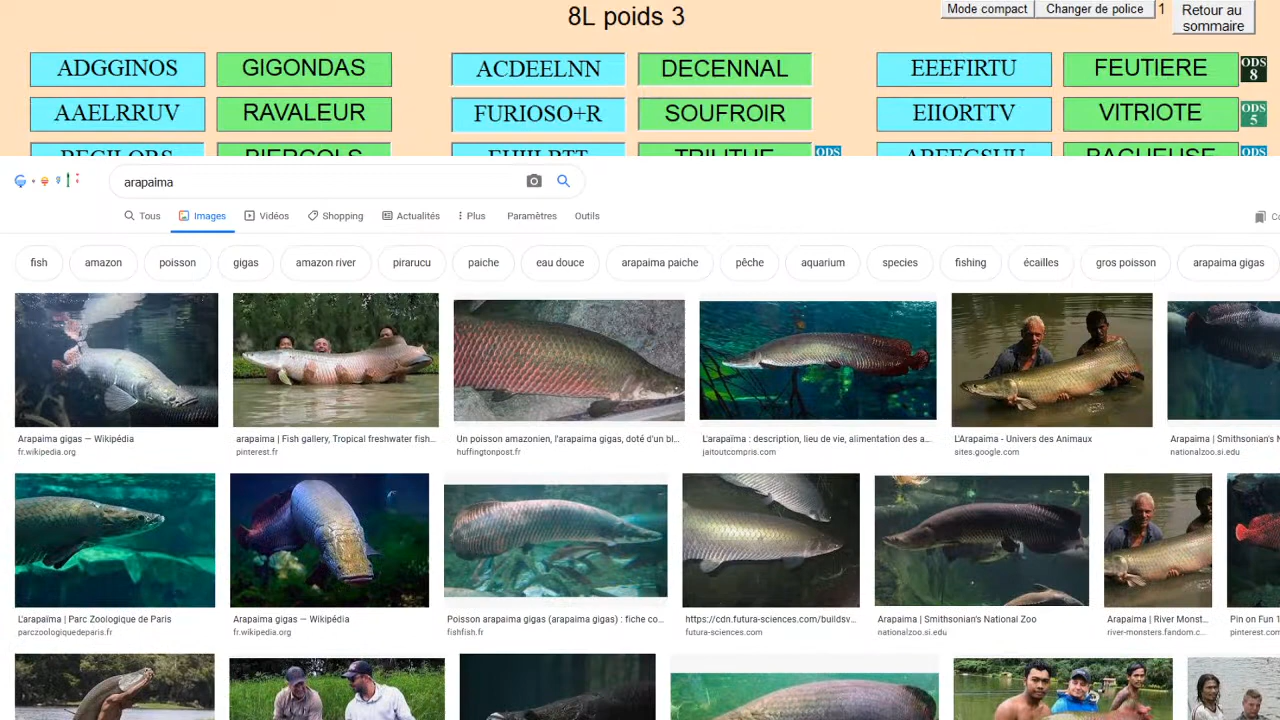 8L poids 3
Mode compact Changer de police 1 Retour au sommaire
ADGGINOS GIGONDAS ACDEELNN DECENNAL EEEFIRTU FEUTIERE ODS 8
AAELRRUV RAVALEUR FURIOSO+R SOUFROIR EIIORTTV VITRIOTE ODS 5
TRILITHE ODS ODS
arapaima
Tous Images Vidéos Shopping Actualités Plus Paramètres Outils
fish amazon poisson gigas amazon river pirarucu paiche eau douce arapaima paiche pêche aquarium species fishing écailles gros poisson arapaima gigas
Arapaima gigas — Wikipédia
fr.wikipedia.org
arapaima | Fish gallery, Tropical freshwater fish...
pinterest.fr
Un poisson amazonien, l'arapaima gigas, doté d'un bl...
huffingtonpost.fr
L'arapaima : description, lieu de vie, alimentation des a...
jaitoutcompris.com
L'Arapaima - Univers des Animaux
sites.google.com
Arapaima | Smithsonian's N
nationalzoo.si.edu
L'arapaïma | Parc Zoologique de Paris
parczoologiquedeparis.fr
Arapaima gigas — Wikipédia
fr.wikipedia.org
Poisson arapaima gigas (arapaima gigas) : fiche co...
fishfish.fr
https://cdn.futura-sciences.com/buildsv...
futura-sciences.com
Arapaima | Smithsonian's National Zoo
nationalzoo.si.edu
Arapaima | River Monst...
river-monsters.fandom.c...
Pin on Fun 1
pinterest.com